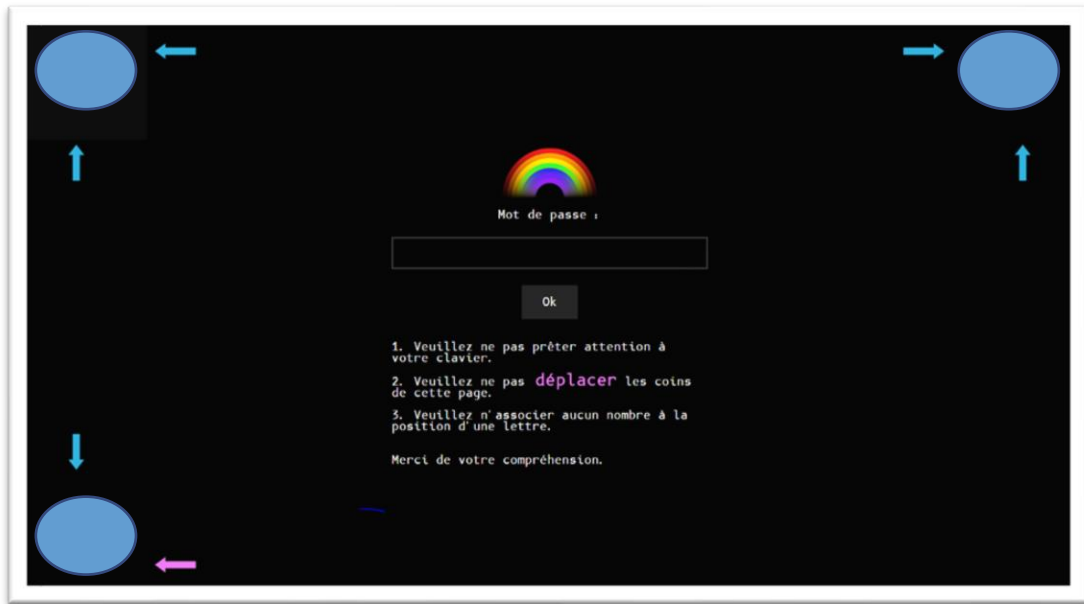 Mot de passe :
Ok
1. Veuillez ne pas prêter attention à
votre clavier.
2. Veuillez ne pas déplacer les coins
de cette page.
3. Veuillez n'associer aucun nombre à la
position d'une lettre.
Merci de votre compréhension.